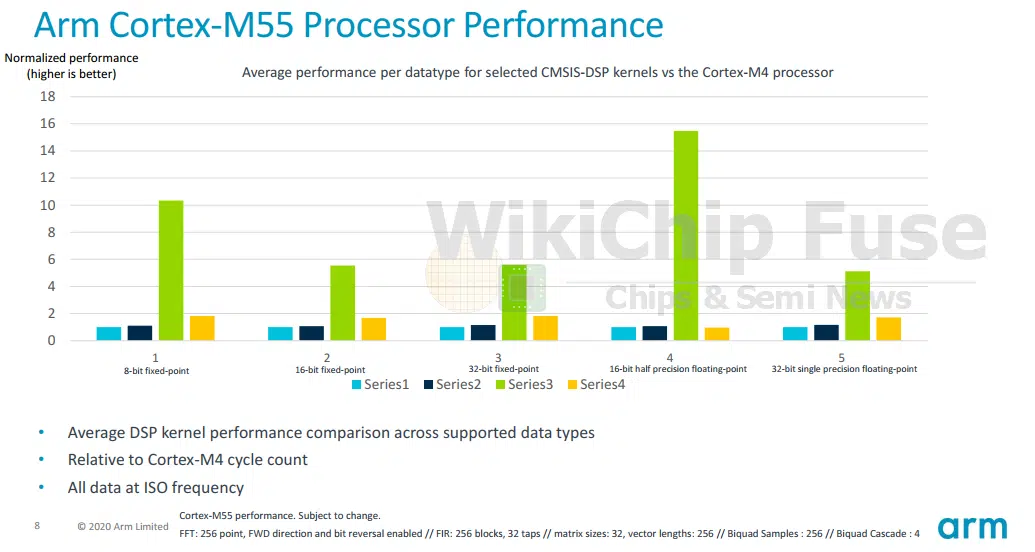 Arm Cortex-M55 Processor Performance
Normalized performance
(higher is better)
Average performance per datatype for selected CMSIS-DSP kernels vs the Cortex-M4 processor
18
16
14
12
10
8
6
4
2
0
WikiChip Fuse
Chips & Semi News
1 2 3 4 5
8-bit fixed-point 16-bit fixed-point 32-bit fixed-point 16-bit half precision floating-point 32-bit single precision floating-point
Series1 Series2 Series3 Series4
• Average DSP kernel performance comparison across supported data types
• Relative to Cortex-M4 cycle count
• All data at ISO frequency
Cortex-M55 performance. Subject to change.
8 © 2020 Arm Limited
FFT: 256 point, FWD direction and bit reversal enabled // FIR: 256 blocks, 32 taps // matrix sizes: 32, vector lengths: 256 // Biquad Samples : 256 // Biquad Cascade : 4
arm